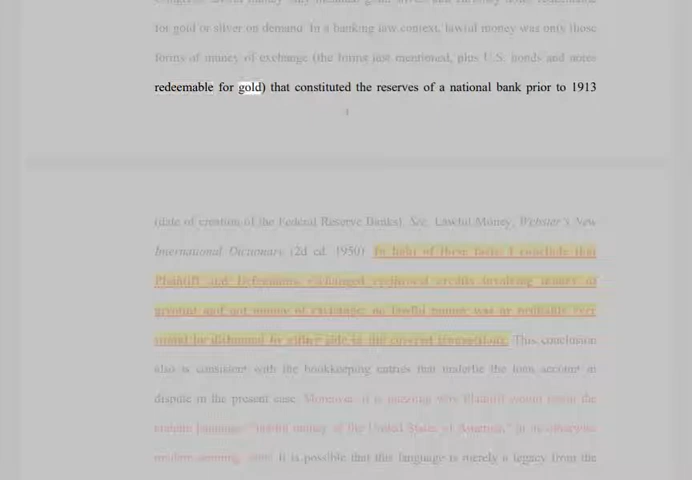 for gold or silver on demand. In a banking law context, lawful money was only those
forms of money of exchange (the forms just mentioned, plus U.S. bonds and notes
redeemable for gold) that constituted the reserves of a national bank prior to 1913
(date of creation of the Federal Reserve Banks). See, Lawful Money, Webster's New
International Dictionary (2d ed. 1950). In light of these facts I conclude that
Plaintiff and Defendants exchanged reciprocal credits involving money of
account and not money of exchange; no lawful money was or probably ever
would be disbursed by either side in the covered transactions. This conclusion
also is consistent with the bookkeeping entries that underlie the loan account in
dispute in the present case. Moreover, it is puzzling why Plaintiff would retain the
archaic language, "lawful money of the United States of America," in its otherwise
modern-seeming It is possible that this language is merely a legacy from the